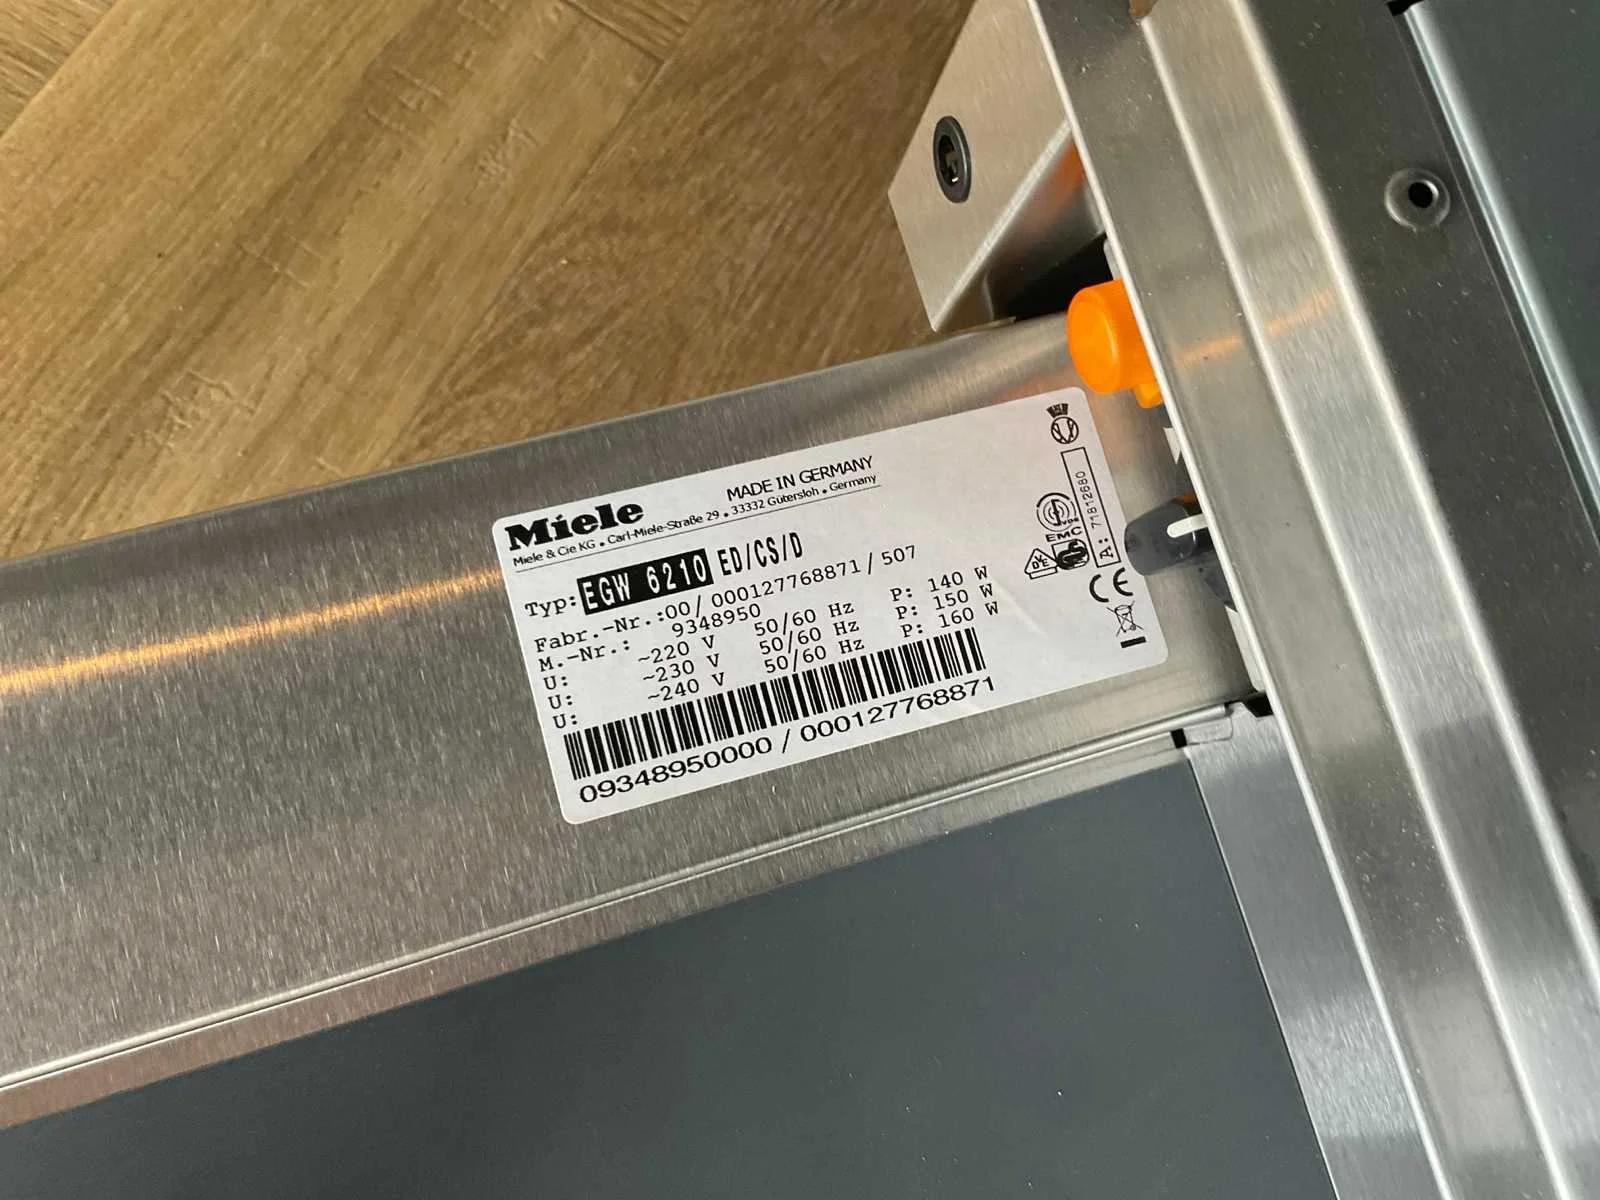 Miele
MADE IN GERMANY
Miele & Cie KG • Carl-Miele-Straße 29 • 33332 Gütersloh • Germany
Typ: EGW 6210 ED/CS/D
Fabr.-Nr.:00/ 000127768871 / 507
M.-Nr.: 9348950
U: ~220 V 50/60 Hz P: 140 W
U: ~230 V 50/60 Hz P: 150 W
U: ~240 V 50/60 Hz P: 160 W
09348950000 / 000127768871
VDE
EMC
DVE
A: 71812680
CE